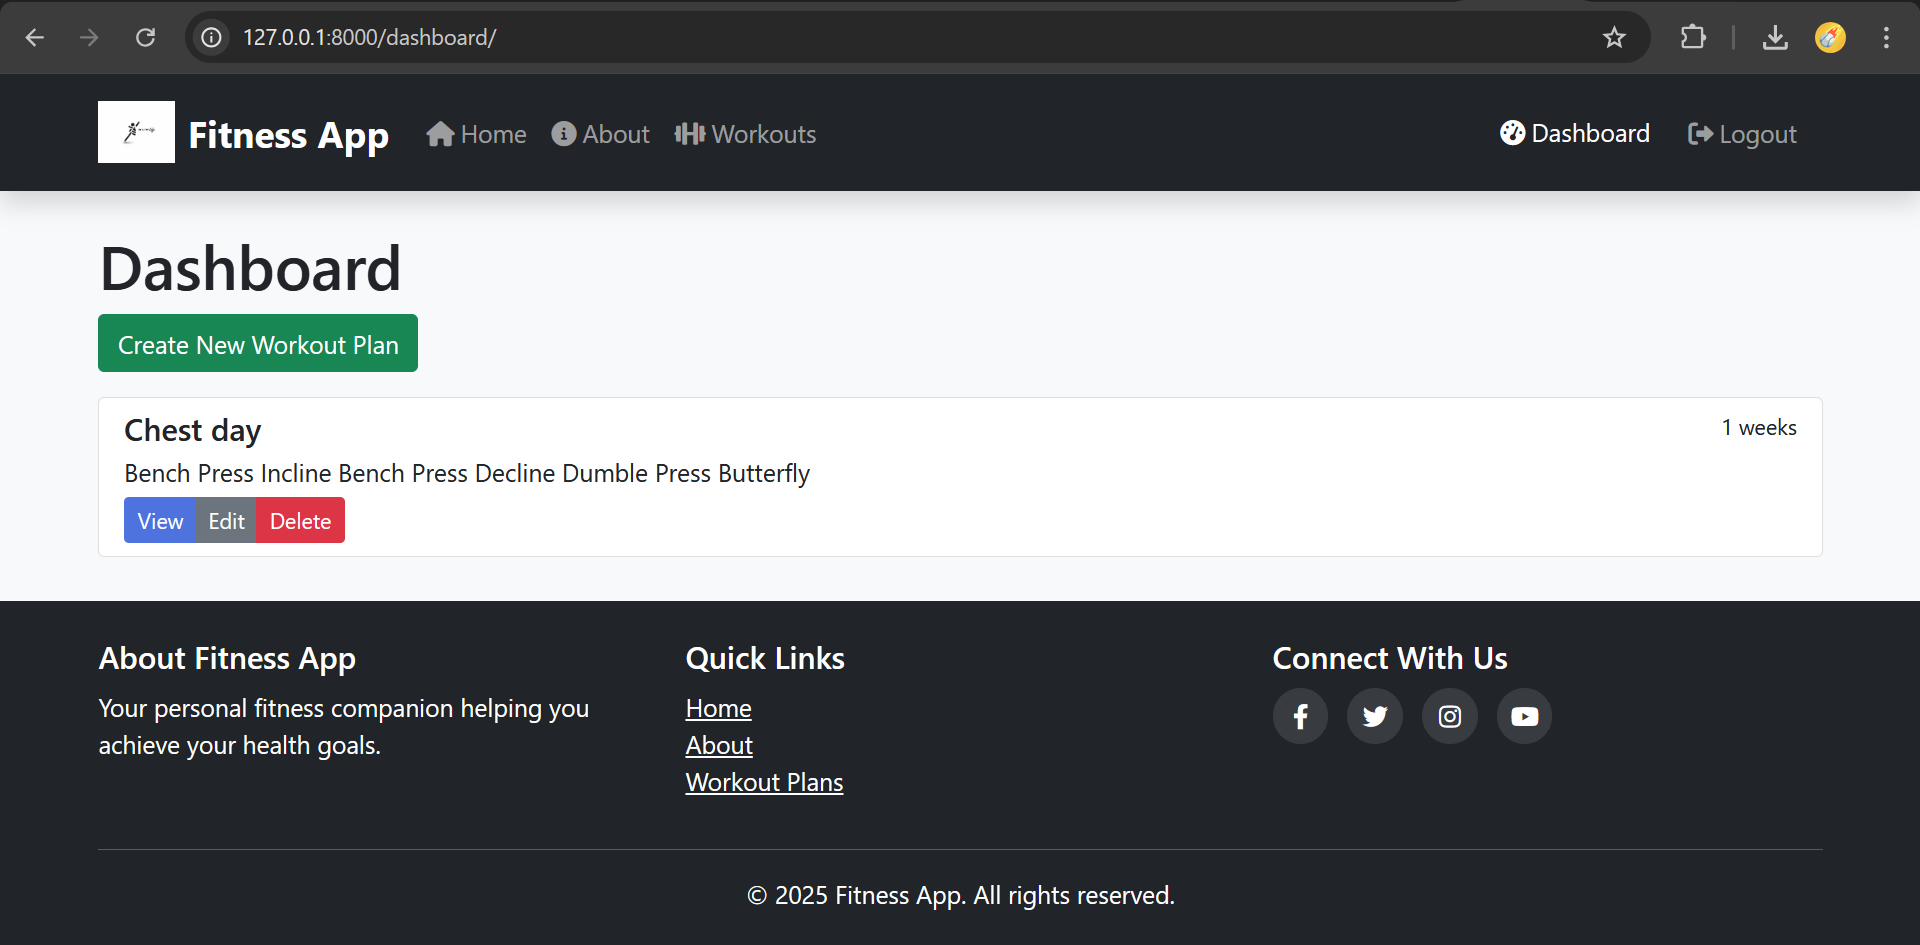 127.0.0.1:8000/dashboard/
Fitness App Home About Workouts Dashboard Logout
Dashboard
Create New Workout Plan
Chest day 1 weeks
Bench Press Incline Bench Press Decline Dumble Press Butterfly
View Edit Delete
About Fitness App
Your personal fitness companion helping you
achieve your health goals.
Quick Links
Home
About
Workout Plans
Connect With Us
© 2025 Fitness App. All rights reserved.